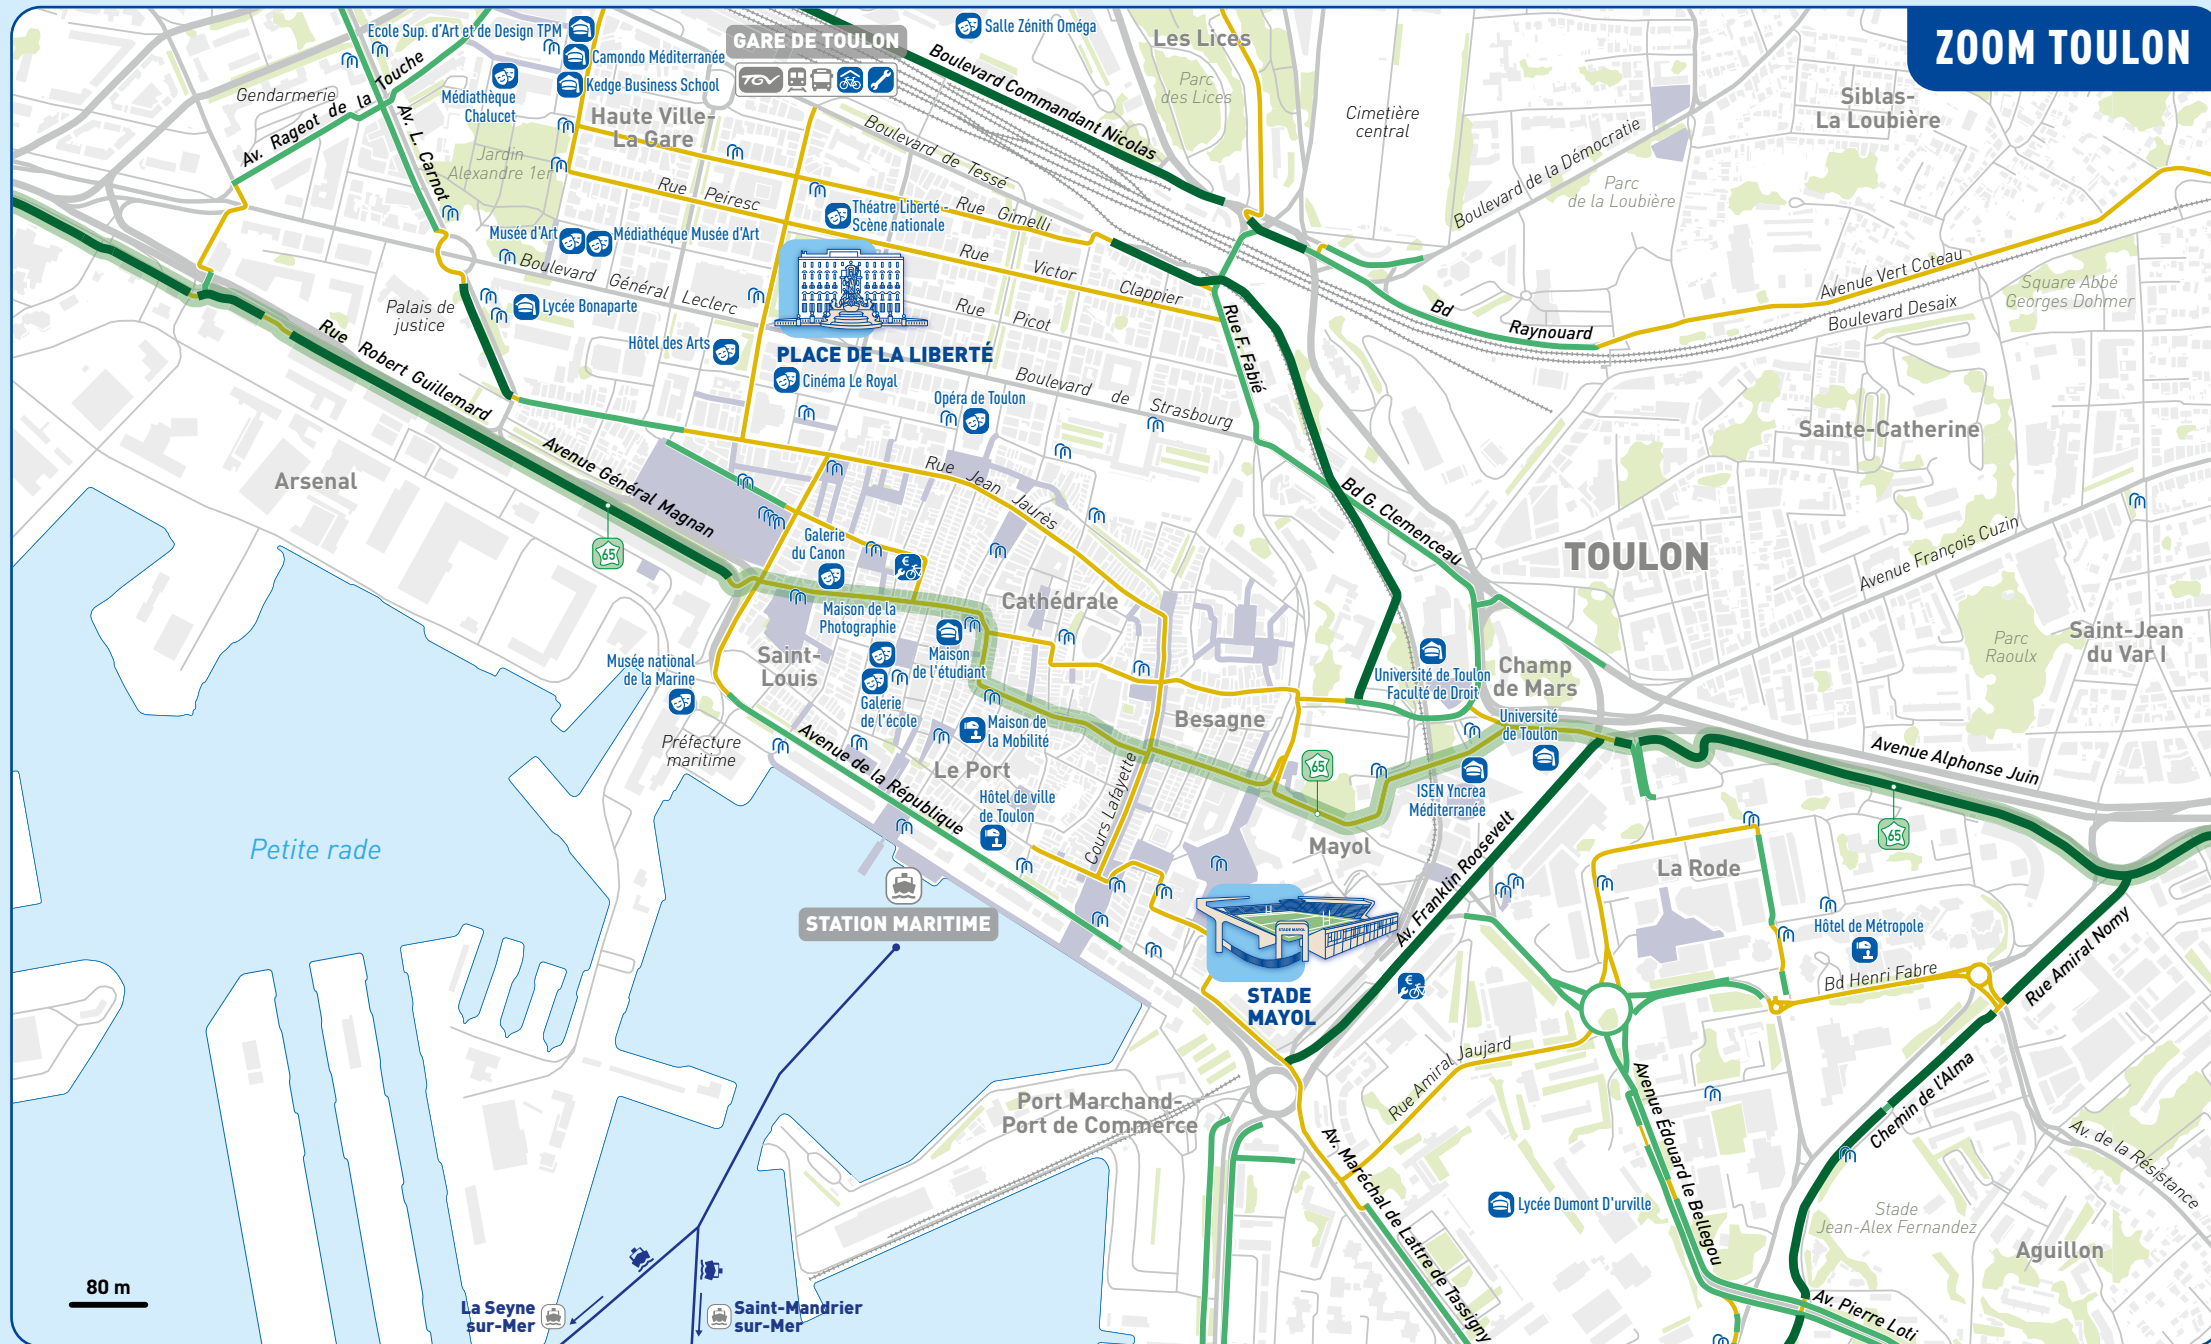 ZOOM TOULON
Ecole Sup. d'Art et de Design TPM
Camondo Méditerranée
Kedge Business School
Médiathèque
Chalucet
GARE DE TOULON
TGV
Salle Zénith Oméga
Les Lices
Parc
des Lices
Boulevard Commandant Nicolas
Cimetière
central
Siblas-
La Loubière
Boulevard de la Démocratie
Parc
de la Loubière
Gendarmerie
Av. Rageot de la Touche
Av. L. Carnot
Jardin
Alexandre 1er
Haute Ville-
La Gare
Boulevard de Tessé
Rue Peiresc
Rue Gimelli
Théatre Liberté -
Scène nationale
Musée d'Art
Médiathéque Musée d'Art
Boulevard Général Leclerc
Rue Victor Clappier
Rue Picot
Palais de
justice
Lycée Bonaparte
Hôtel des Arts
PLACE DE LA LIBERTÉ
Cinéma Le Royal
Opéra de Toulon
Boulevard de Strasbourg
Rue F. Fabié
Bd Raynouard
Avenue Vert Coteau
Boulevard Desaix
Square Abbé
Georges Dohmer
Sainte-Catherine
Rue Robert Guillemard
Arsenal
Avenue Général Magnan
65
Rue Jean Jaurès
Bd G. Clemenceau
TOULON
Avenue François Cuzin
Parc
Raoulx
Saint-Jean
du Var I
Galerie
du Canon
€
Cathédrale
Maison de la
Photographie
Maison
de l'étudiant
Saint-
Louis
Galerie
de l'école
Musée national
de la Marine
Préfecture
maritime
Maison de
la Mobilité
Le Port
Besagne
Université de Toulon
Faculté de Droit
Champ
de Mars
Université
de Toulon
ISEN Yncrea
Méditerranée
65
Avenue Alphonse Juin
65
Avenue de la République
Hôtel de ville
de Toulon
Cours Lafayette
Mayol
Petite rade
STATION MARITIME
STADE MAYOL
STADE
MAYOL
Av. Franklin Roosevelt
€
La Rode
Hôtel de Métropole
Bd Henri Fabre
Rue Amiral Nomy
Rue Amiral Jaujard
Port Marchand-
Port de Commerce
Av. Maréchal de Lattre de Tassigny
Avenue Édouard le Bellegou
Chemin de l'Alma
Av. de la Résistance
Lycée Dumont D'urville
Stade
Jean-Alex Fernandez
Aguillon
Av. Pierre Loti
80 m
La Seyne
sur-Mer
Saint-Mandrier
sur-Mer